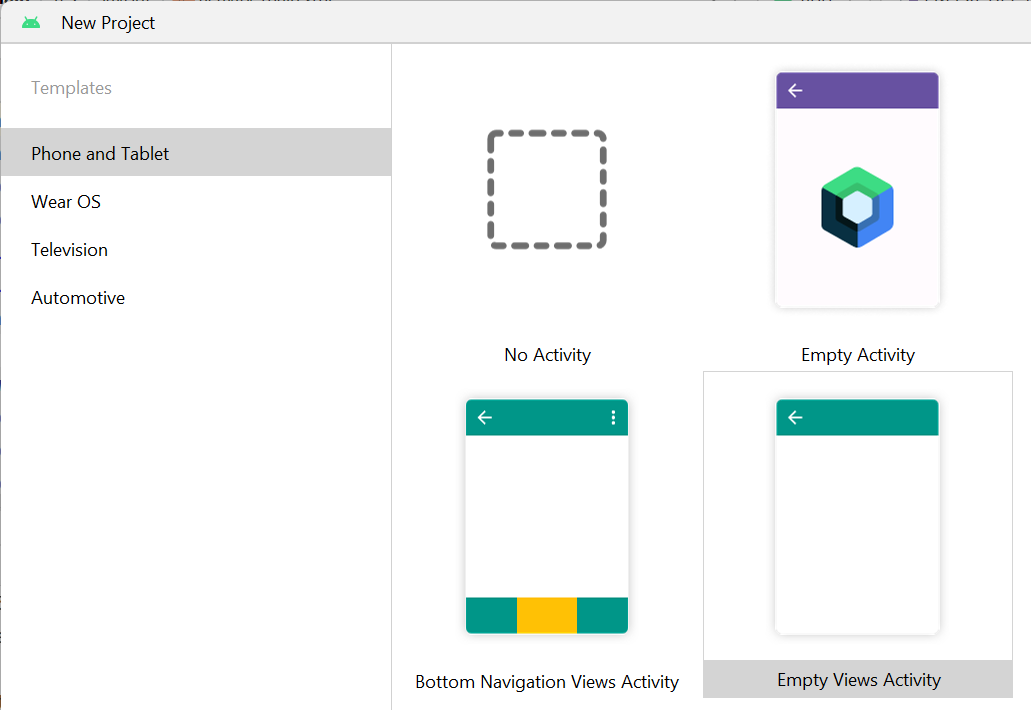 New Project
Templates
Phone and Tablet
Wear OS
Television
Automotive
No Activity
Empty Activity
Bottom Navigation Views Activity
Empty Views Activity